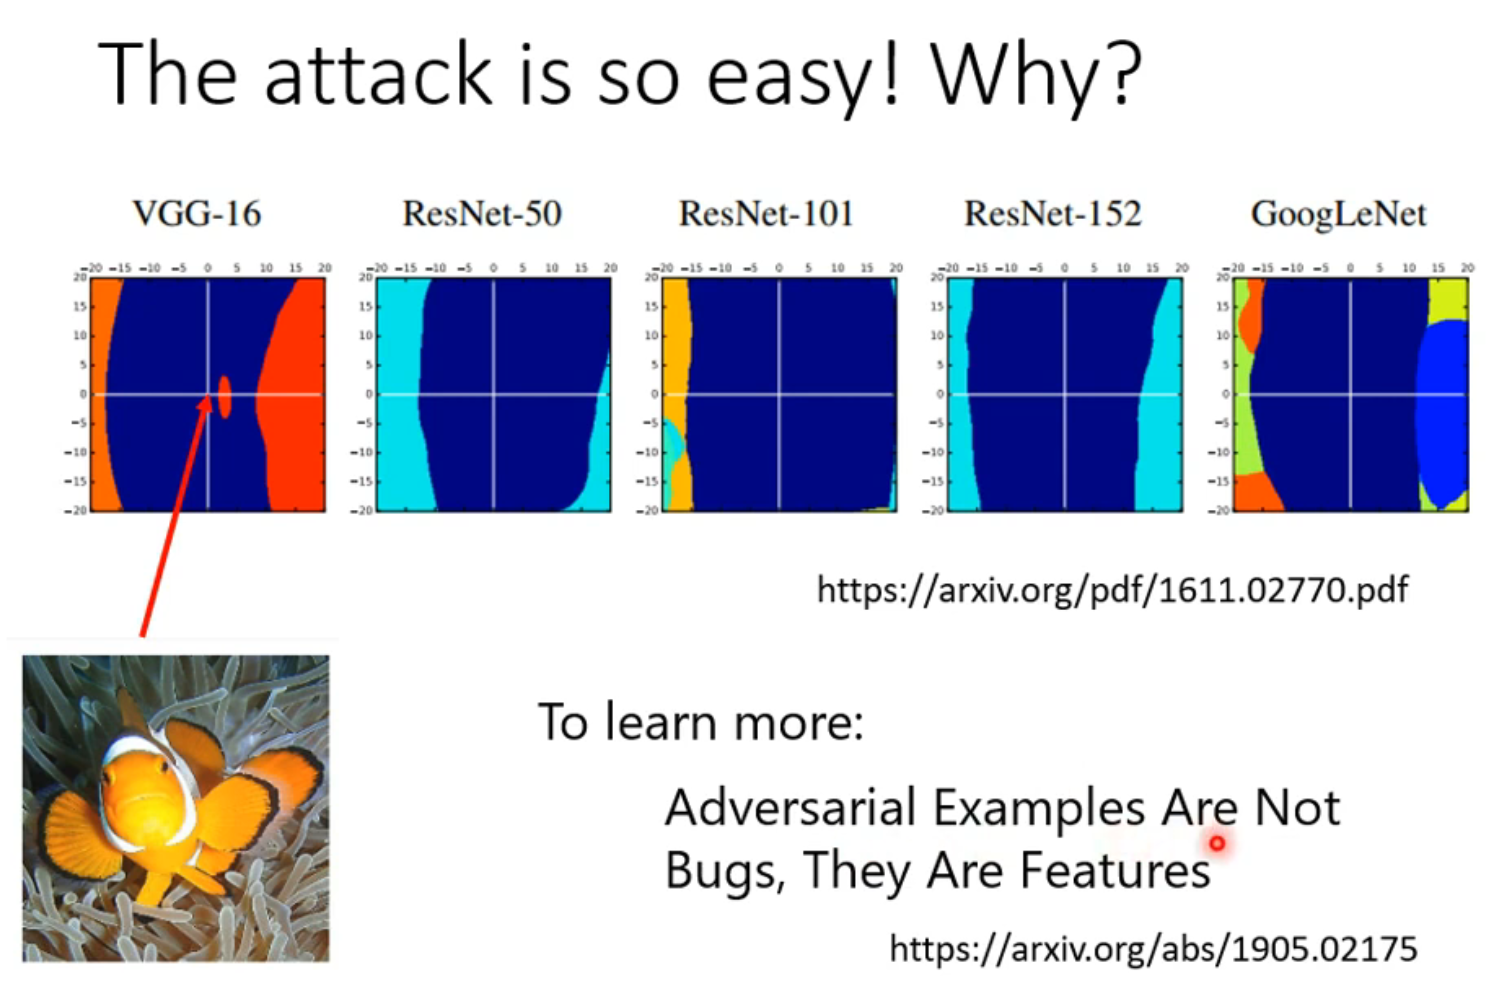 The attack is so easy! Why?
VGG-16 ResNet-50 ResNet-101 ResNet-152 GoogLeNet
−20 −15 −10 −5 0 5 10 15 20 −20 −15 −10 −5 0 5 10 15 20 −20 −15 −10 −5 0 5 10 15 20 −20 −15 −10 −5 0 5 10 15 20 −20 −15 −10 −5 0 5 10 15 20
20 20 20 20 20
15 15 15 15 15
10 10 10 10 10
5 5 5 5 5
0 0 0 0 0
−5 −5 −5 −5 −5
−10 −10 −10 −10 −10
−15 −15 −15 −15 −15
−20 −20 −20 −20 −20
https://arxiv.org/pdf/1611.02770.pdf
To learn more:
Adversarial Examples Are Not
Bugs, They Are Features
https://arxiv.org/abs/1905.02175